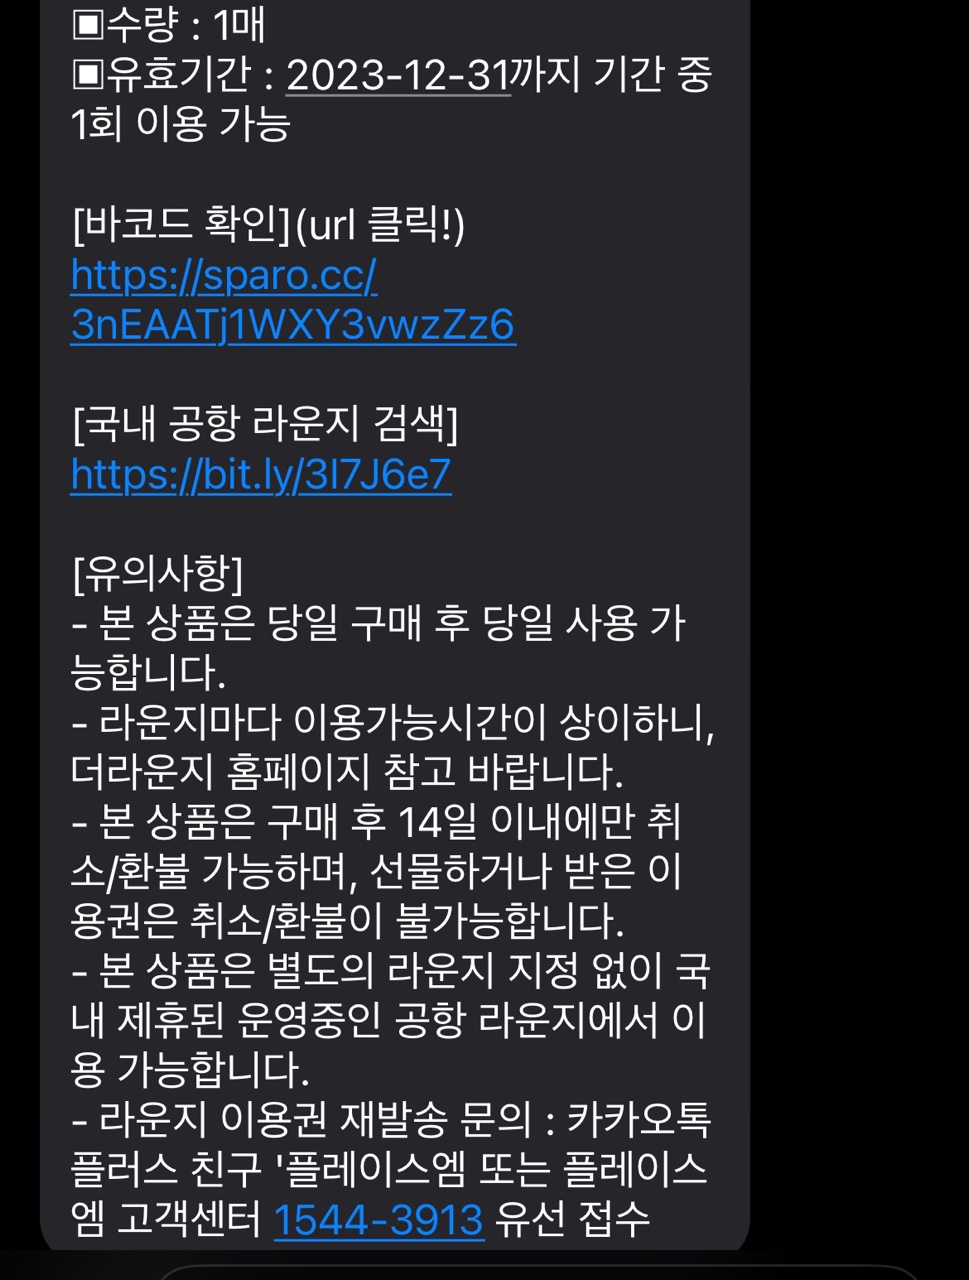 ▣수량 : 1매
▣유효기간 : 2023-12-31까지 기간 중
1회 이용 가능
[바코드 확인](url 클릭!)
https://sparo.cc/
3nEAATj1WXY3vwzZz6
[국내 공항 라운지 검색]
https://bit.ly/3I7J6e7
[유의사항]
- 본 상품은 당일 구매 후 당일 사용 가
능합니다.
- 라운지마다 이용가능시간이 상이하니,
더라운지 홈페이지 참고 바랍니다.
- 본 상품은 구매 후 14일 이내에만 취
소/환불 가능하며, 선물하거나 받은 이
용권은 취소/환불이 불가능합니다.
- 본 상품은 별도의 라운지 지정 없이 국
내 제휴된 운영중인 공항 라운지에서 이
용 가능합니다.
- 라운지 이용권 재발송 문의 : 카카오톡
플러스 친구 '플레이스엠 또는 플레이스
엠 고객센터 1544-3913 유선 접수